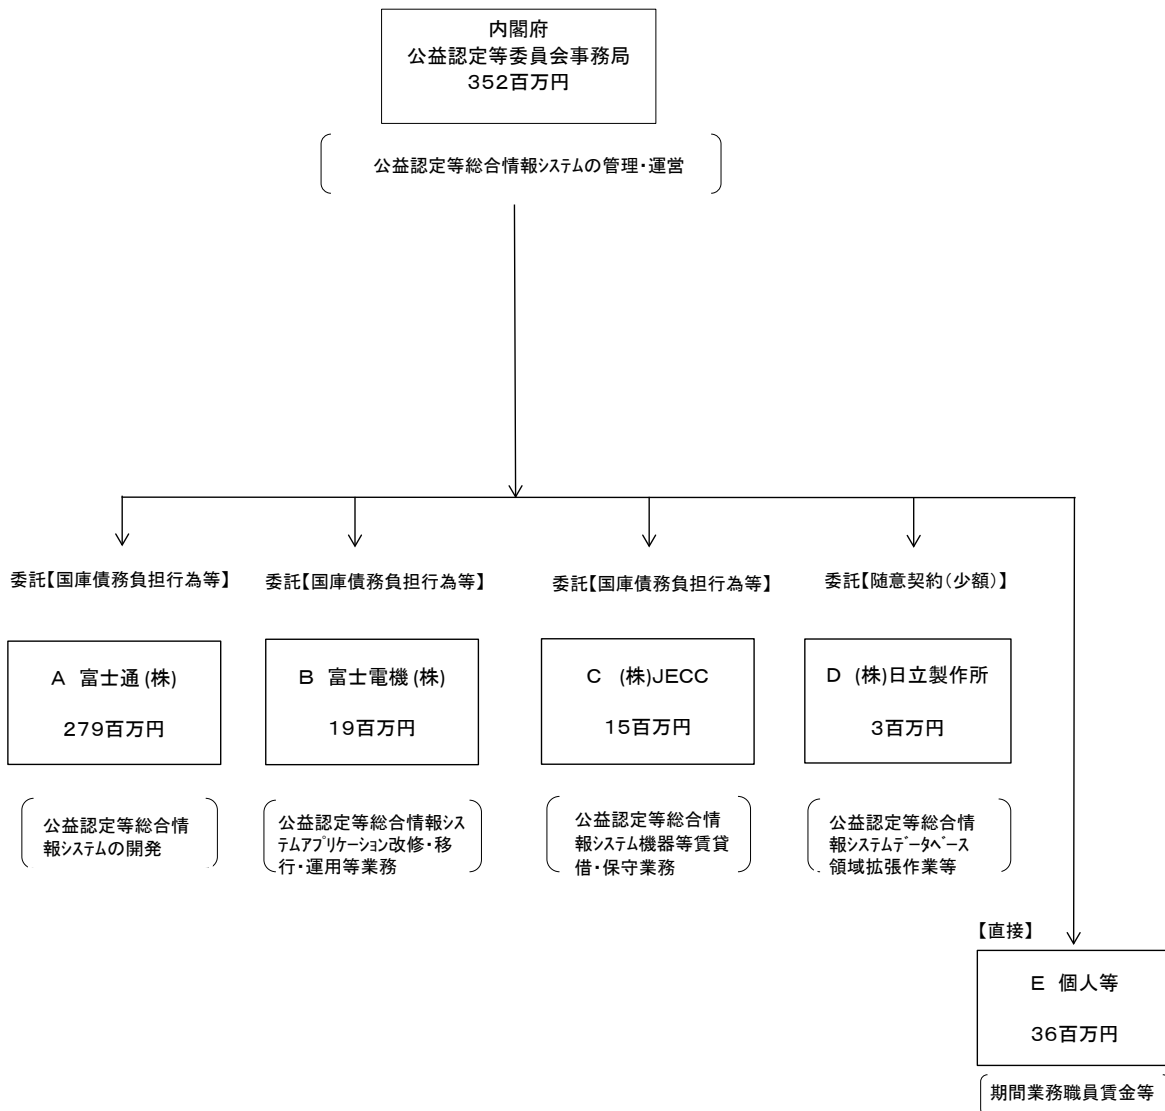 内閣府
公益認定等委員会事務局
352百万円
公益認定等総合情報ｼｽﾃﾑの管理・運営
委託【国庫債務負担行為等】
委託【国庫債務負担行為等】
委託【国庫債務負担行為等】
委託【随意契約(少額)】
A 富士通(株)
279百万円
B 富士電機(株)
19百万円
C (株)JECC
15百万円
D (株)日立製作所
3百万円
公益認定等総合情
報ｼｽﾃﾑの開発
公益認定等総合情報ｼｽ
ﾃﾑｱﾌﾟﾘｹｰｼｮﾝ改修・移
行・運用等業務
公益認定等総合情
報ｼｽﾃﾑ機器等賃貸
借・保守業務
公益認定等総合情
報ｼｽﾃﾑﾃﾞｰﾀﾍﾞｰｽ
領域拡張作業等
【直接】
E 個人等
36百万円
期間業務職員賃金等